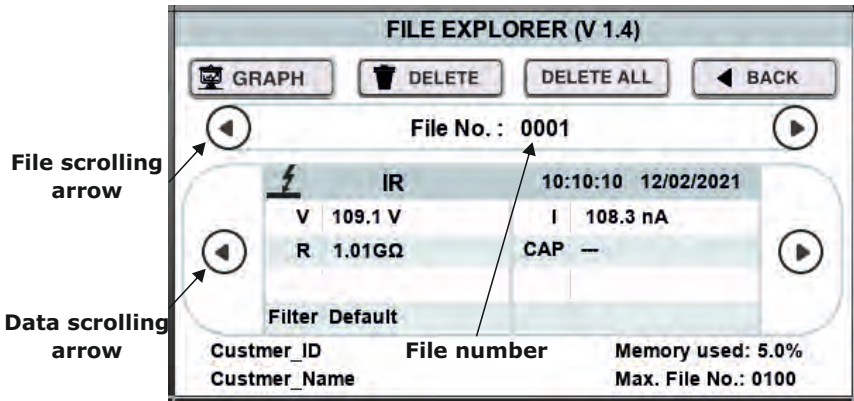 FILE EXPLORER (V 1.4)
GRAPH DELETE DELETE ALL BACK
File No. : 0001
File scrolling
arrow
IR 10:10:10 12/02/2021
V 109.1 V I 108.3 nA
R 1.01GΩ CAP ---
Filter Default
Data scrolling
arrow
File number
Custmer_ID Memory used: 5.0%
Custmer_Name Max. File No.: 0100